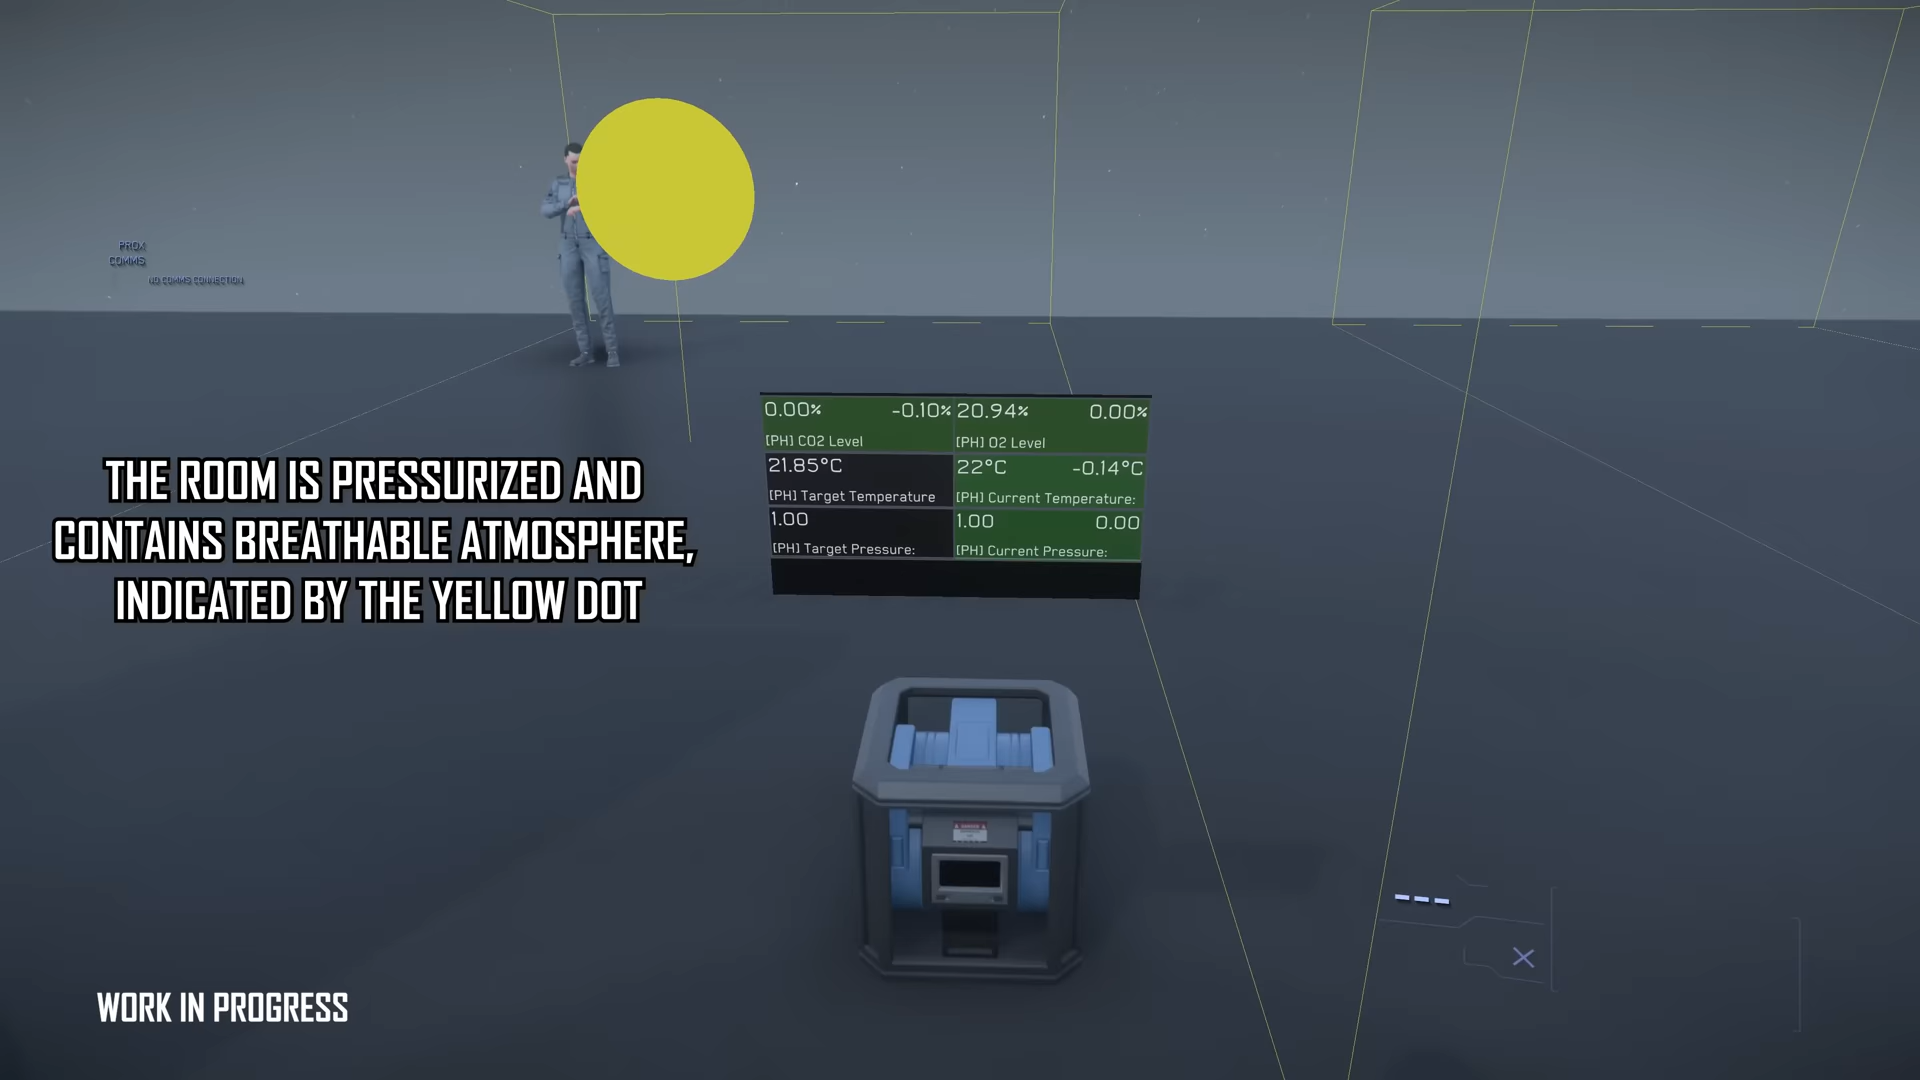 PROX
COMMS
NO COMMS CONNECTION
0.00% -0.10% 20.94% 0.00%
[PH] CO2 Level [PH] O2 Level
21.85°C 22°C -0.14°C
[PH] Target Temperature [PH] Current Temperature:
1.00 1.00 0.00
[PH] Target Pressure: [PH] Current Pressure:
THE ROOM IS PRESSURIZED AND
CONTAINS BREATHABLE ATMOSPHERE,
INDICATED BY THE YELLOW DOT
WORK IN PROGRESS